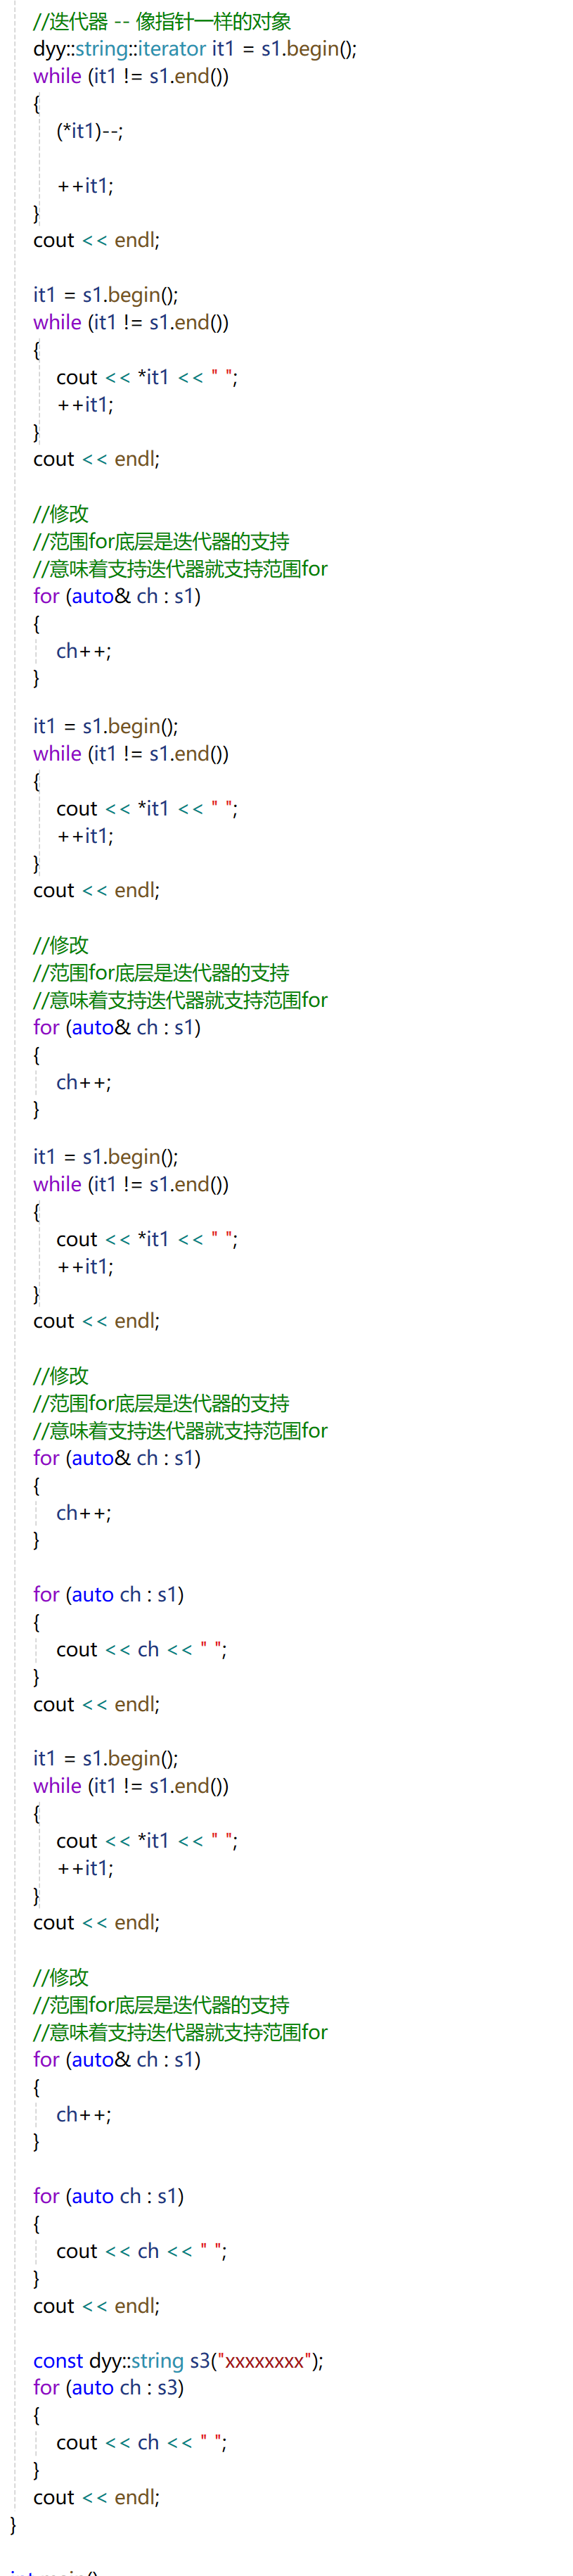 //迭代器 -- 像指针一样的对象
dyy::string::iterator it1 = s1.begin();
while (it1 != s1.end())
{
(*it1)--;
++it1;
}
cout << endl;
it1 = s1.begin();
while (it1 != s1.end())
{
cout << *it1 << " ";
++it1;
}
cout << endl;
//修改
//范围for底层是迭代器的支持
//意味着支持迭代器就支持范围for
for (auto& ch : s1)
{
ch++;
}
it1 = s1.begin();
while (it1 != s1.end())
{
cout << *it1 << " ";
++it1;
}
cout << endl;
//修改
//范围for底层是迭代器的支持
//意味着支持迭代器就支持范围for
for (auto& ch : s1)
{
ch++;
}
it1 = s1.begin();
while (it1 != s1.end())
{
cout << *it1 << " ";
++it1;
}
cout << endl;
//修改
//范围for底层是迭代器的支持
//意味着支持迭代器就支持范围for
for (auto& ch : s1)
{
ch++;
}
for (auto ch : s1)
{
cout << ch << " ";
}
cout << endl;
it1 = s1.begin();
while (it1 != s1.end())
{
cout << *it1 << " ";
++it1;
}
cout << endl;
//修改
//范围for底层是迭代器的支持
//意味着支持迭代器就支持范围for
for (auto& ch : s1)
{
ch++;
}
for (auto ch : s1)
{
cout << ch << " ";
}
cout << endl;
const dyy::string s3("xxxxxxxx");
for (auto ch : s3)
{
cout << ch << " ";
}
cout << endl;
}